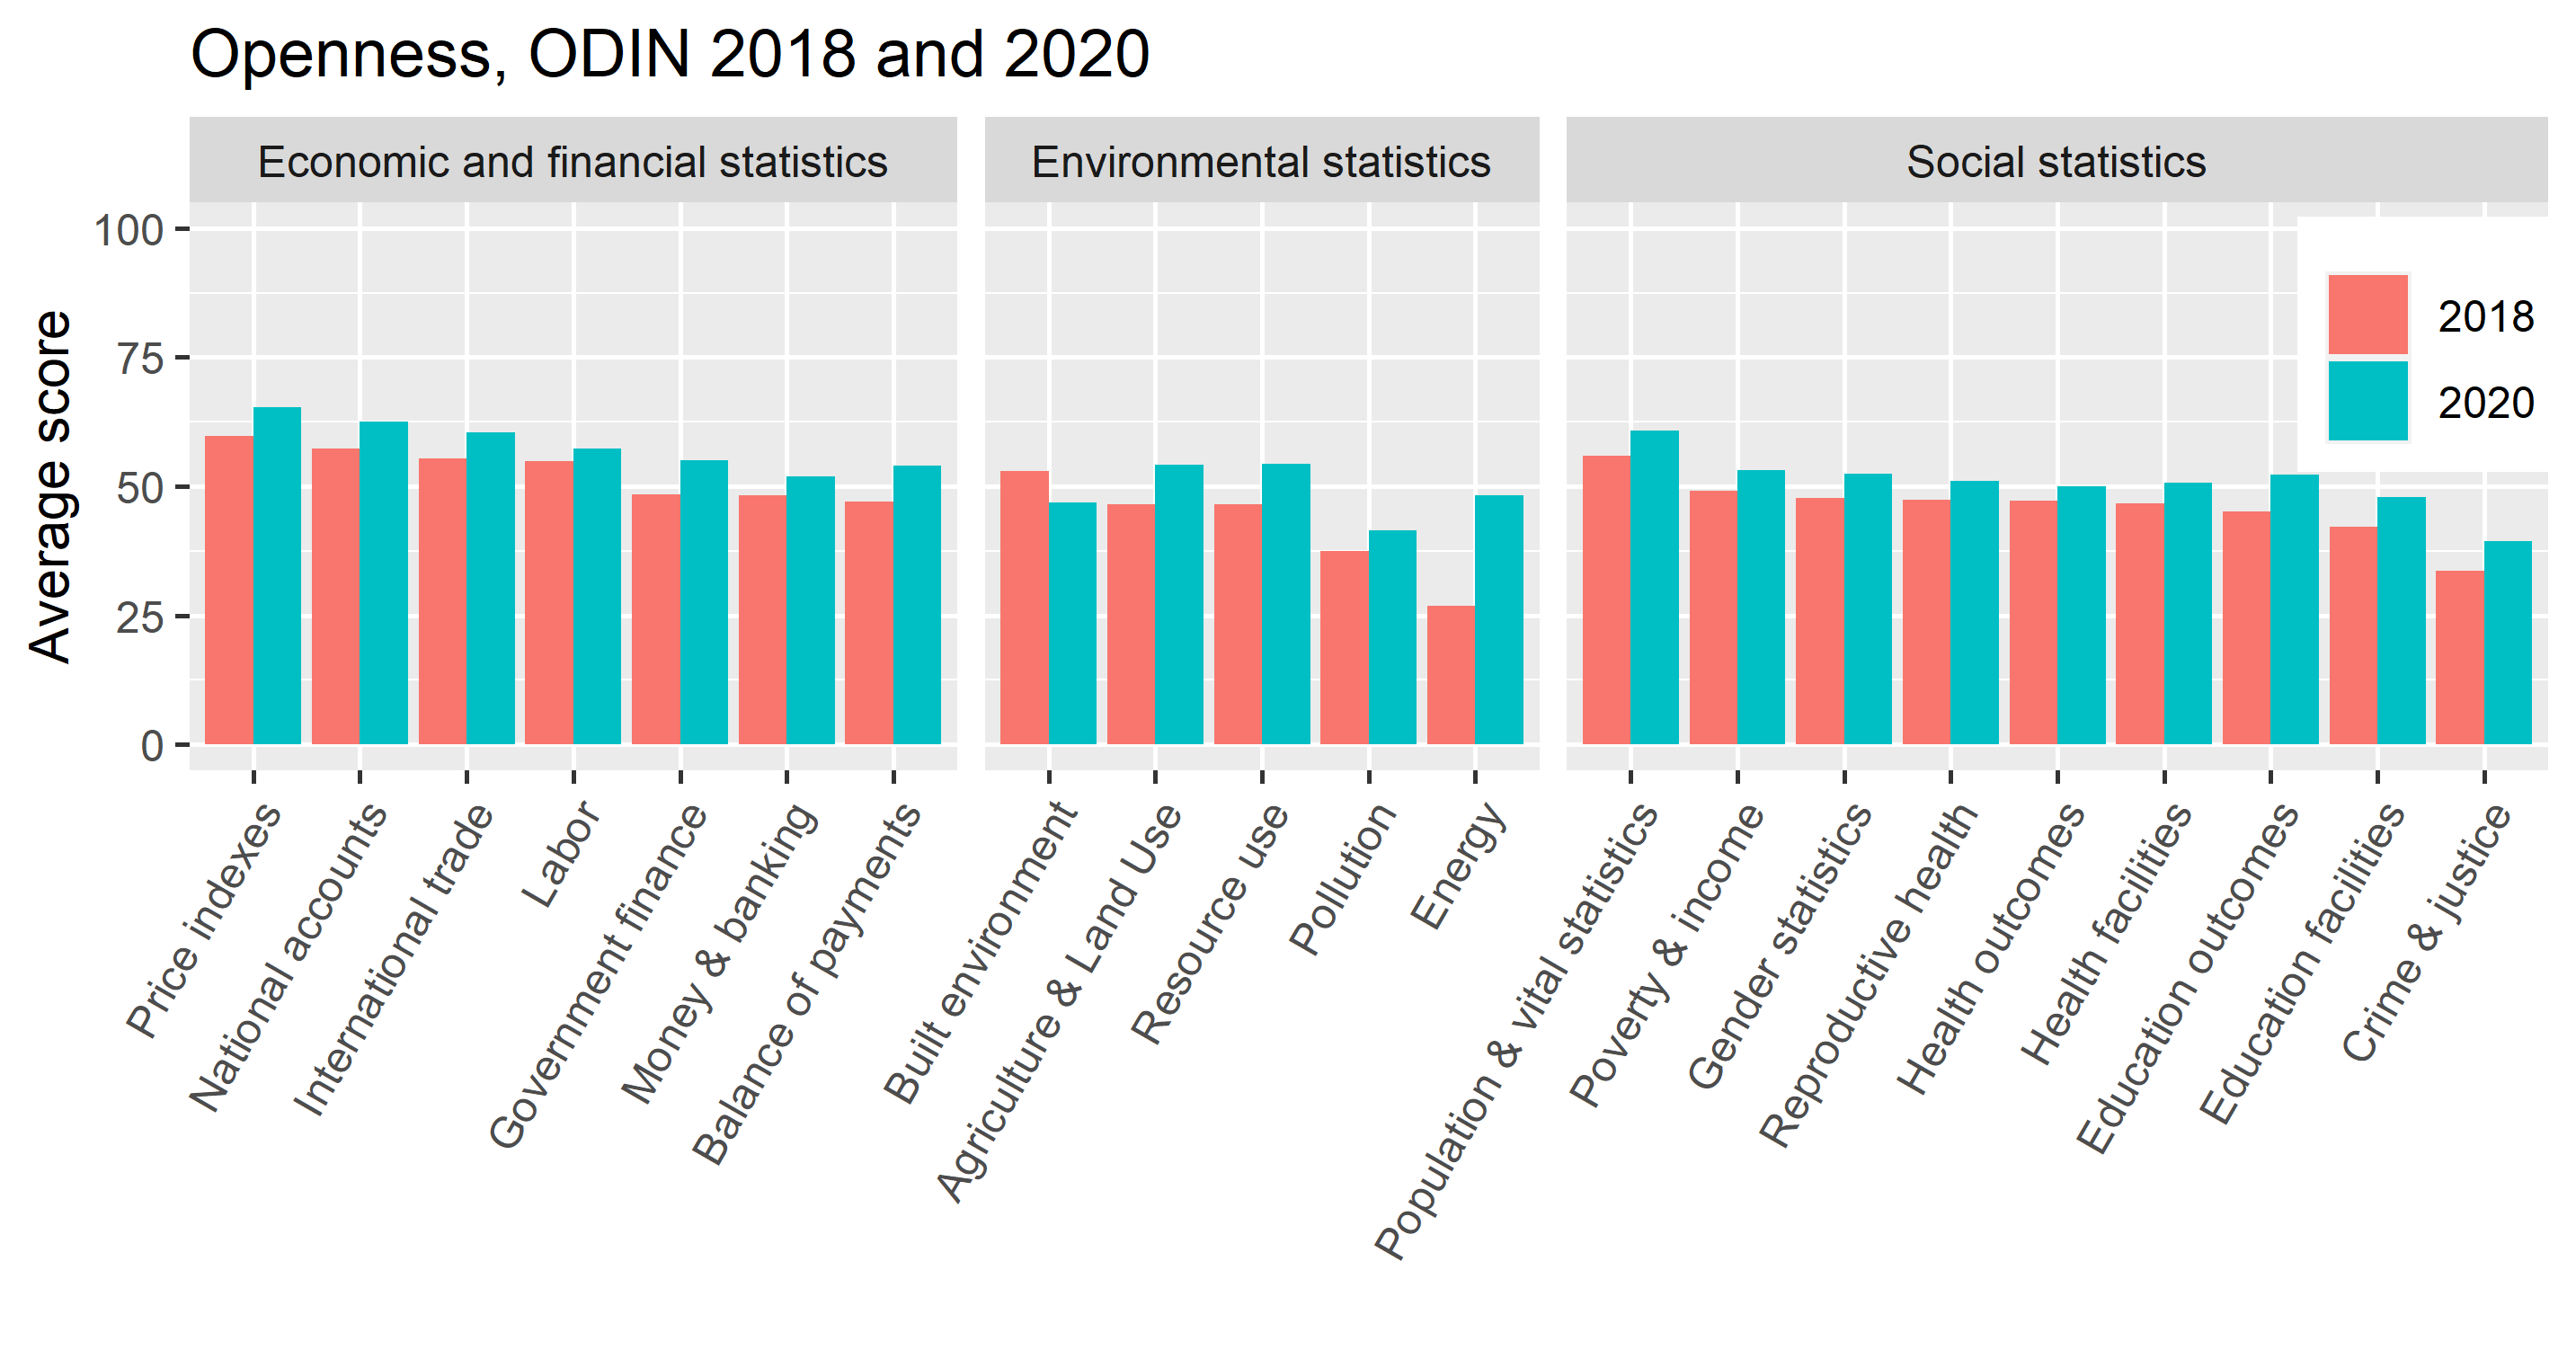 Openness, ODIN 2018 and 2020
Economic and financial statistics
Environmental statistics
Social statistics
Average score
100
75
50
25
0
2018
2020
Price indexes
National accounts
International trade
Labor
Government finance
Money & banking
Balance of payments
Built environment
Agriculture & Land Use
Resource use
Pollution
Energy
Population & vital statistics
Poverty & income
Gender statistics
Reproductive health
Health outcomes
Health facilities
Education outcomes
Education facilities
Crime & justice